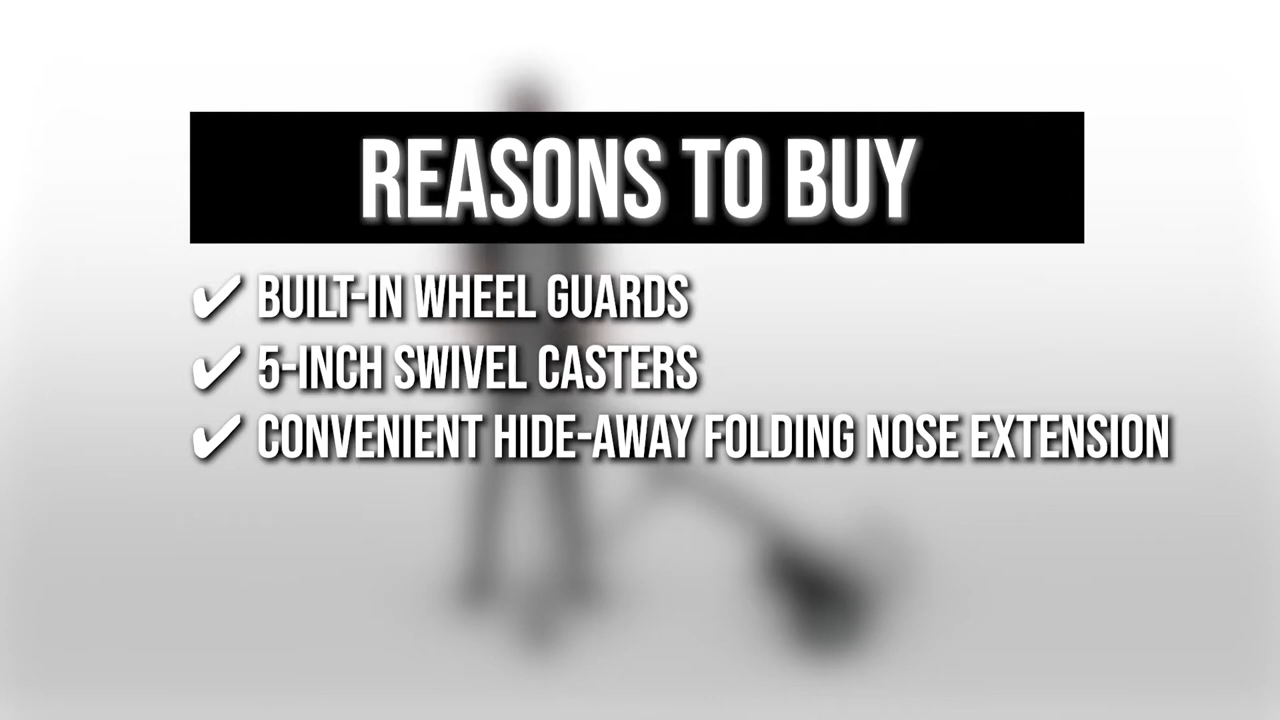 REASONS TO BUY
✔ BUILT-IN WHEEL GUARDS
✔ 5-INCH SWIVEL CASTERS
✔ CONVENIENT HIDE-AWAY FOLDING NOSE EXTENSION